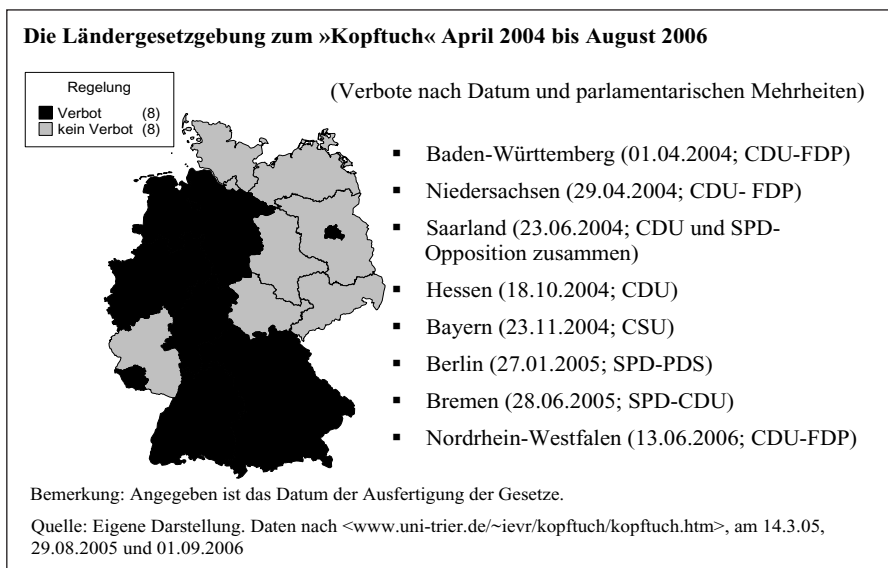 Die Ländergesetzgebung zum »Kopftuch« April 2004 bis August 2006
Regelung
Verbot (8)
kein Verbot (8)
(Verbote nach Datum und parlamentarischen Mehrheiten)
▪ Baden-Württemberg (01.04.2004; CDU-FDP)
▪ Niedersachsen (29.04.2004; CDU- FDP)
▪ Saarland (23.06.2004; CDU und SPD-
Opposition zusammen)
▪ Hessen (18.10.2004; CDU)
▪ Bayern (23.11.2004; CSU)
▪ Berlin (27.01.2005; SPD-PDS)
▪ Bremen (28.06.2005; SPD-CDU)
▪ Nordrhein-Westfalen (13.06.2006; CDU-FDP)
Bemerkung: Angegeben ist das Datum der Ausfertigung der Gesetze.
Quelle: Eigene Darstellung. Daten nach <www.uni-trier.de/~ievr/kopftuch/kopftuch.htm>, am 14.3.05,
29.08.2005 und 01.09.2006